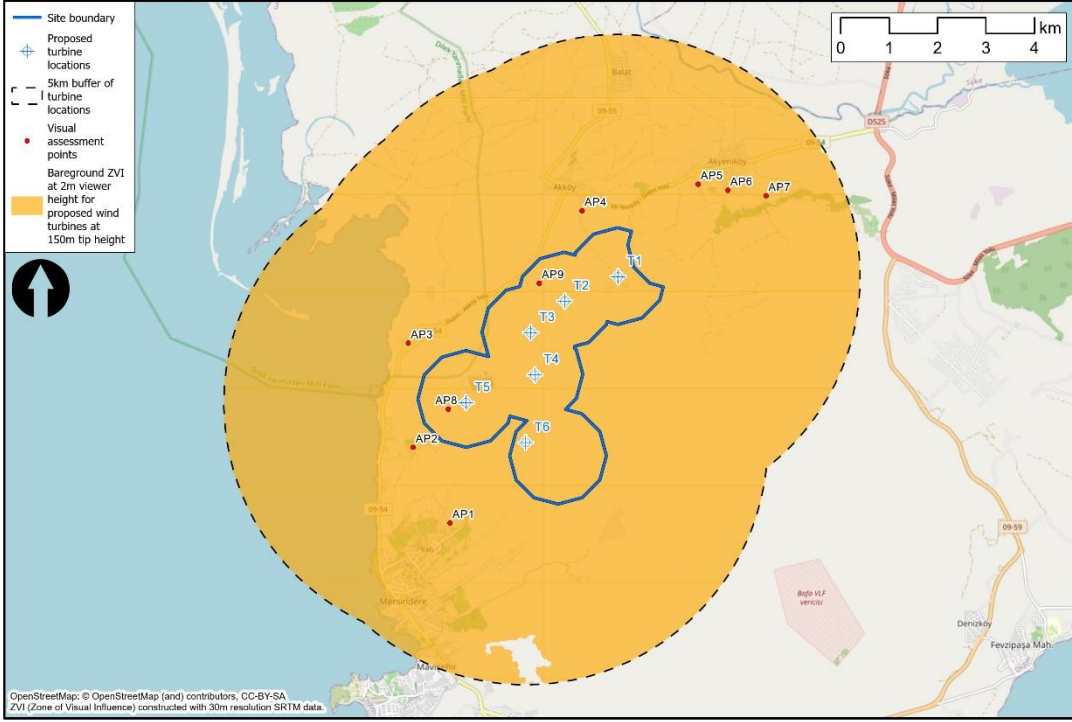 Site boundary
Proposed
turbine
locations
5km buffer of
turbine
locations
Visual
assessment
points
Bareground ZVI
at 2m viewer
height for
proposed wind
turbines at
150m tip height
0 1 2 3 4 km
Balat
09-55
Söke
D525
09-54
Akyeniköy
AP5
AP6
AP7
Akköy
AP4
T1
AP9
T2
T3
AP3
T4
T5
AP8
T6
AP2
09-54
AP1
Yalı
Mersindere
Mavişehir
09-59
Bafa VLF
vericisi
Denizköy
Fevzipaşa Mah.
OpenStreetMap: © OpenStreetMap (and) contributors, CC-BY-SA
ZVI (Zone of Visual Influence) constructed with 30m resolution SRTM data.